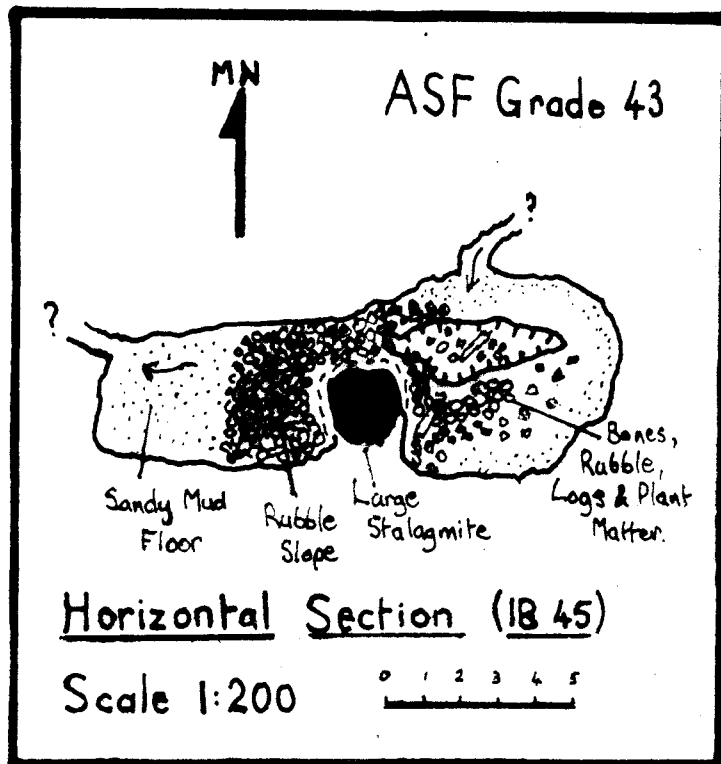 MN
ASF Grade 43
?
?
Sandy Mud
Floor
Rubble
Slope
Large
Stalagmite
Bones,
Rubble,
Logs & Plant
Matter.
Horizontal Section (IB 45)
Scale 1:200
0 1 2 3 4 5